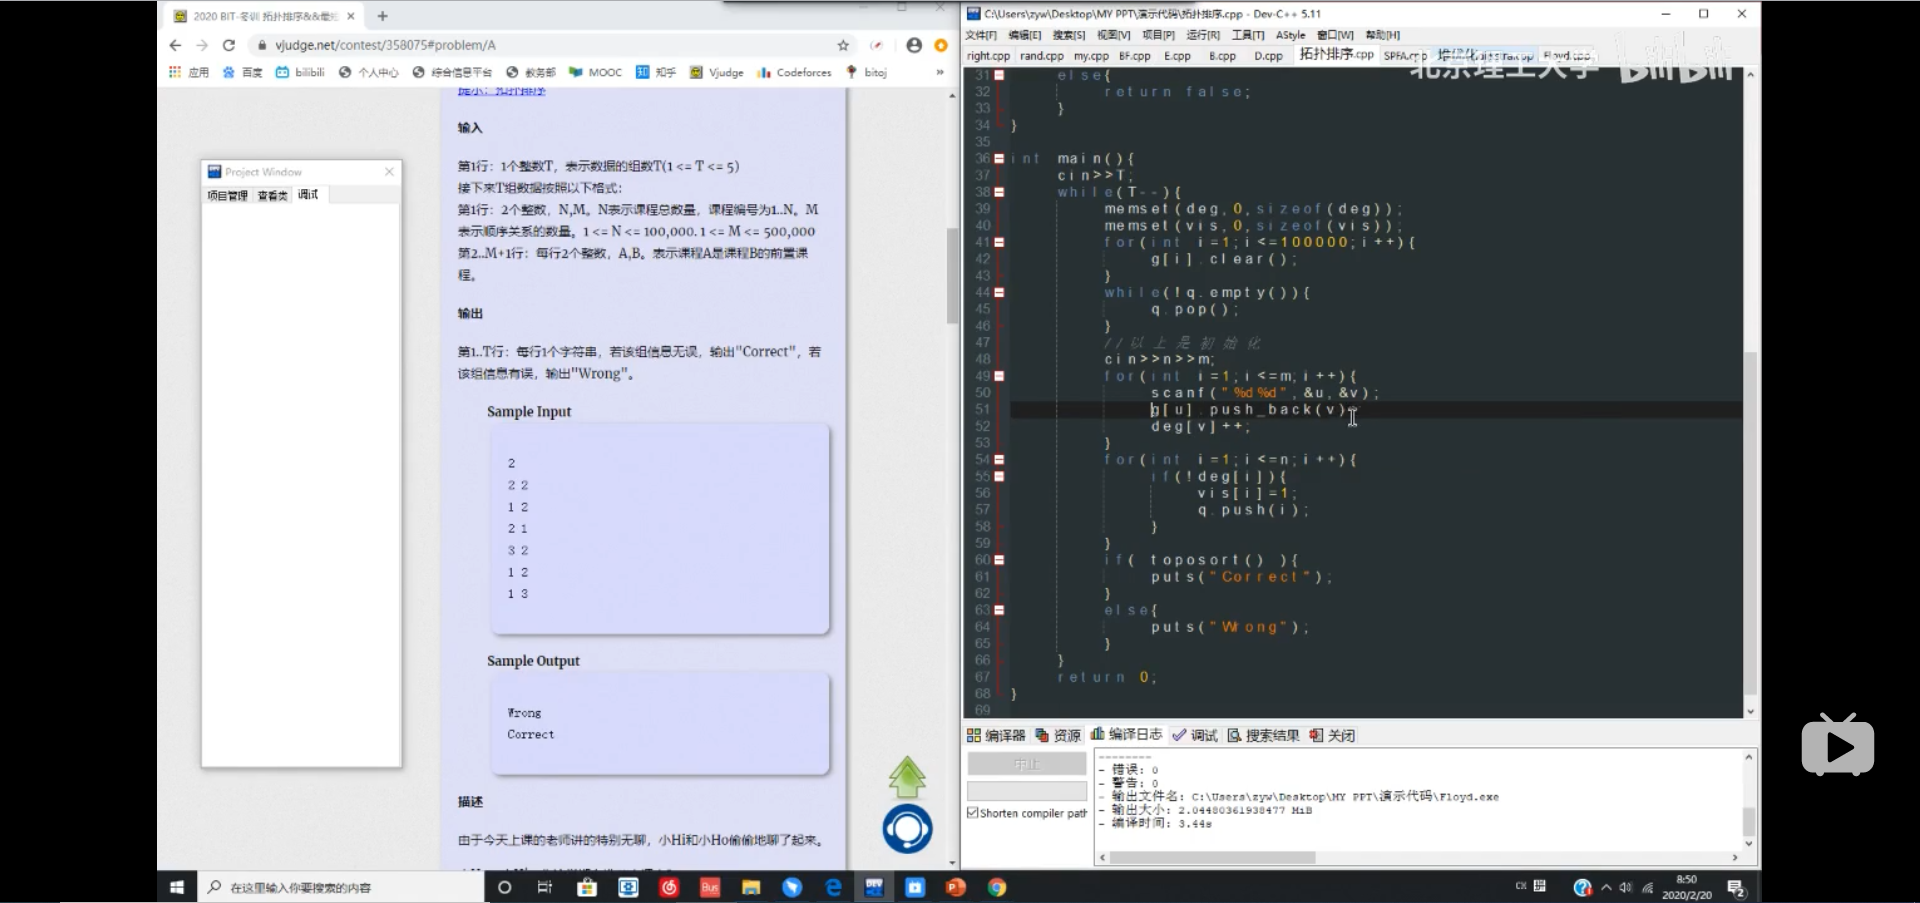 2020 BIT-冬训 拓扑排序&&最短
vjudge.net/contest/358075#problem/A
应用 百度 bilibili 个人中心 综合信息平台 教务部 MOOC 知乎 Vjudge Codeforces bitoj »
提示：拓扑排序
输入
第1行：1个整数T，表示数据的组数T(1 <= T <= 5)
接下来T组数据按照以下格式：
第1行：2个整数，N,M。N表示课程总数量，课程编号为1..N。M
表示顺序关系的数量。1 <= N <= 100,000. 1 <= M <= 500,000
第2..M+1行：每行2个整数，A,B。表示课程A是课程B的前置课
程。
输出
第1..T行：每行1个字符串，若该组信息无误，输出"Correct"，若
该组信息有误，输出"Wrong"。
Sample Input
2
2 2
1 2
2 1
3 2
1 2
1 3
Sample Output
Wrong
Correct
描述
由于今天上课的老师讲的特别无聊，小Hi和小Ho偷偷地聊了起来。
Project Window
项目管理 查看类 调试
C:\Users\zyw\Desktop\MY PPT\演示代码\拓扑排序.cpp - Dev-C++ 5.11
文件[F] 编辑[E] 搜索[S] 视图[V] 项目[P] 运行[R] 工具[T] AStyle 窗口[W] 帮助[H]
right.cpp rand.cpp my.cpp BF.cpp E.cpp B.cpp D.cpp 拓扑排序.cpp SPFA.cpp Floyd.cpp
北京理工大学 bilibili
31 else{
32 return false;
33 }
34 }
35
36 int main(){
37 cin>>T;
38 while(T--){
39 memset(deg,0,sizeof(deg));
40 memset(vis,0,sizeof(vis));
41 for(int i=1;i<=100000;i++){
42 g[i].clear();
43 }
44 while(!q.empty()){
45 q.pop();
46 }
47 //以上是初始化
48 cin>>n>>m;
49 for(int i=1;i<=m;i++){
50 scanf("%d%d",&u,&v);
51 g[u].push_back(v);
52 deg[v]++;
53 }
54 for(int i=1;i<=n;i++){
55 if(!deg[i]){
56 vis[i]=1;
57 q.push(i);
58 }
59 }
60 if( toposort() ){
61 puts("Correct");
62 }
63 else{
64 puts("Wrong");
65 }
66 }
67 return 0;
68 }
69
编译器 资源 编译日志 调试 搜索结果 关闭
中止
Shorten compiler path
--------
- 错误: 0
- 警告: 0
- 输出文件名: C:\Users\zyw\Desktop\MY PPT\演示代码\Floyd.exe
- 输出大小: 2.04480361938477 MiB
- 编译时间: 3.44s
在这里输入你要搜索的内容
Bus
DEV
8:50
2020/2/20
2